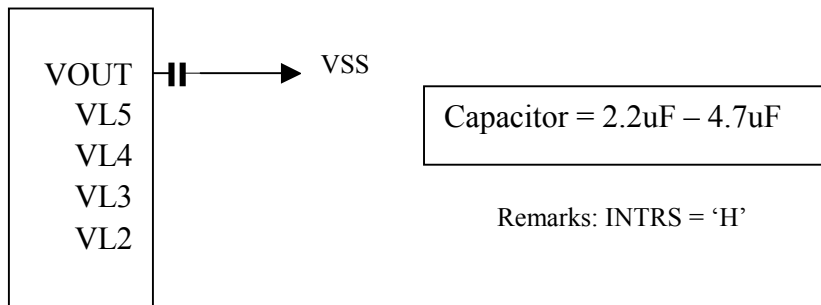 VOUT
VL5
VL4
VL3
VL2
VSS
Capacitor = 2.2uF – 4.7uF
Remarks: INTRS = ‘H’